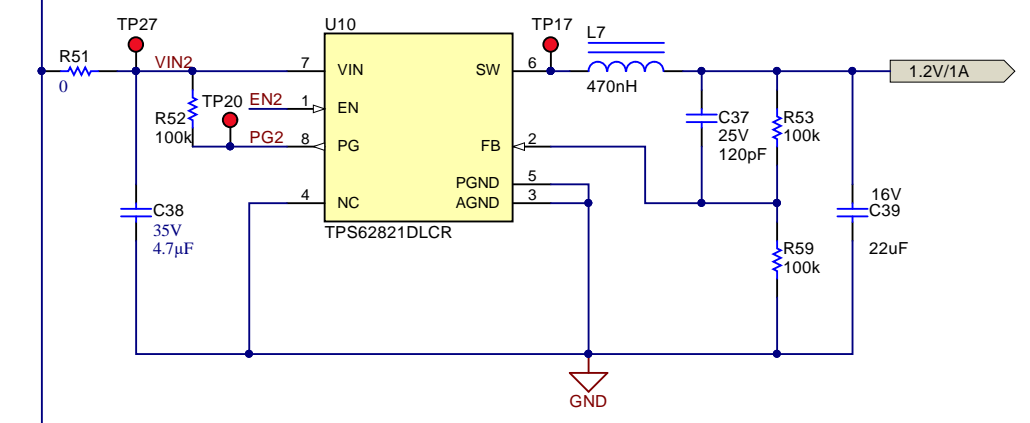 TP27
U10
TP17
L7
R51
0
VIN2
7
VIN
SW
6
470nH
1.2V/1A
TP20
EN2
1
EN
R52
100k
PG2
8
PG
FB
2
C37
25V
120pF
R53
100k
PGND
5
4
NC
AGND
3
TPS62821DLCR
C38
35V
4.7µF
16V
C39
22uF
R59
100k
GND